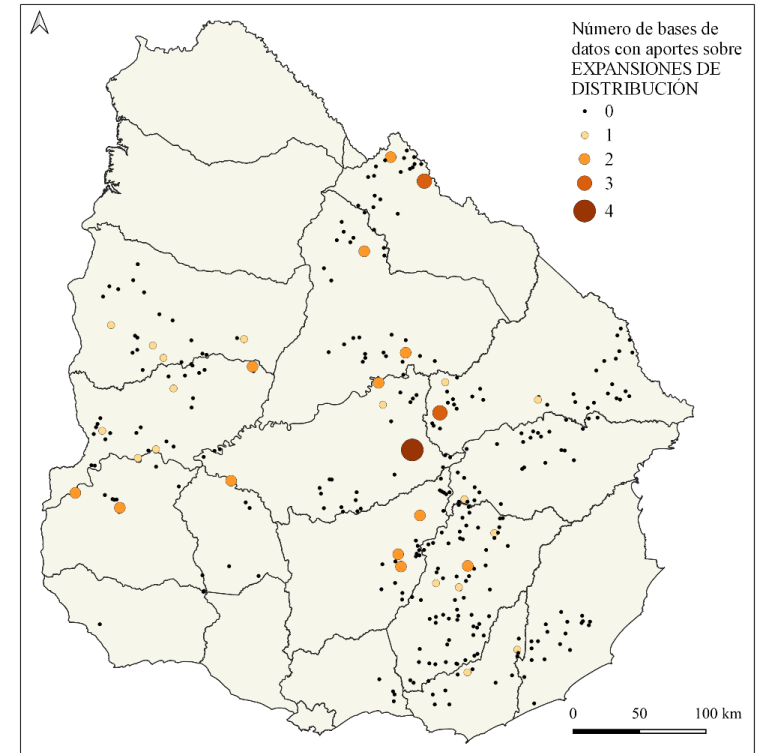 Número de bases de
datos con aportes sobre
EXPANSIONES DE
DISTRIBUCIÓN
0
1
2
3
4
0 50 100 km